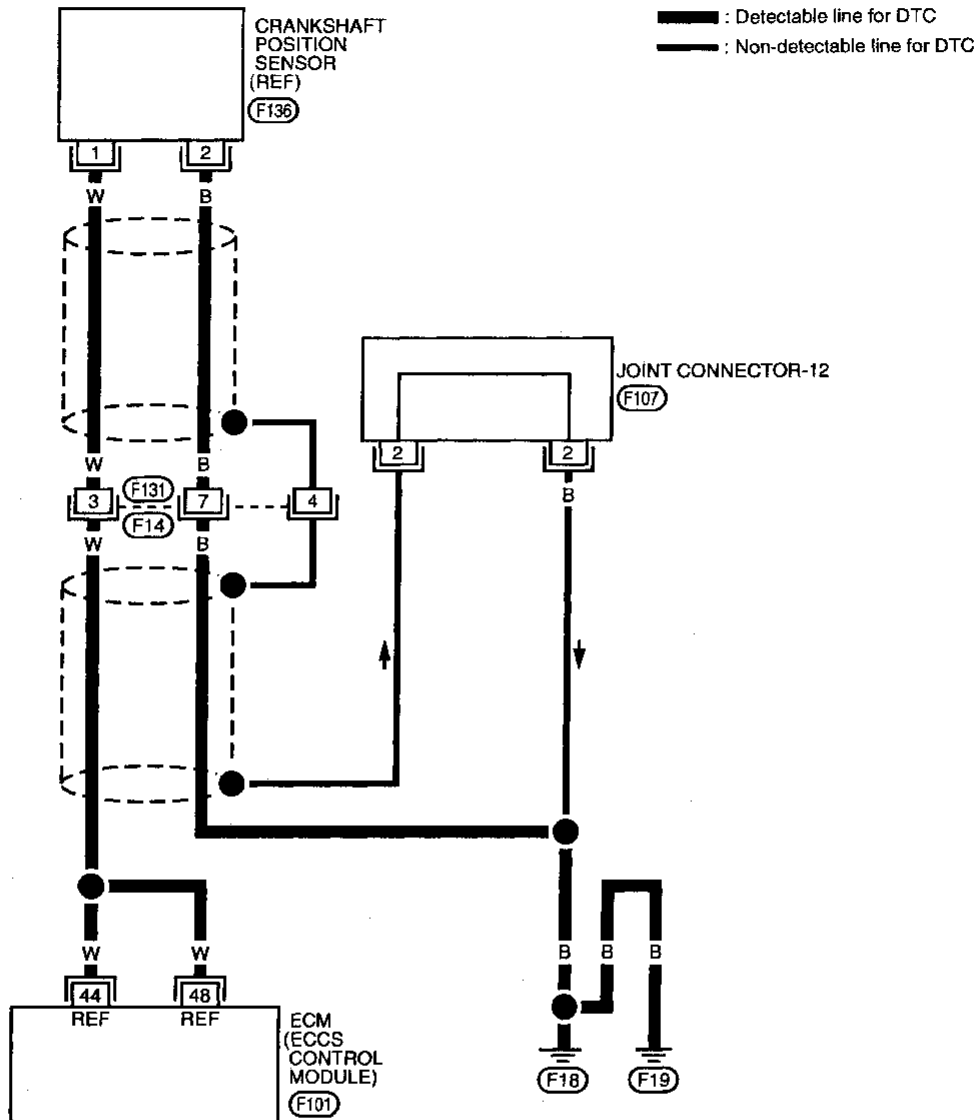 CRANKSHAFT
POSITION
SENSOR
(REF)
F136
: Detectable line for DTC
: Non-detectable line for DTC
1
2
W
B
JOINT CONNECTOR-12
F107
2
2
B
W
B
3
F131
7
4
F14
W
B
W
W
B
B
B
44
48
REF
REF
ECM
(ECCS
CONTROL
MODULE)
F101
F18
F19